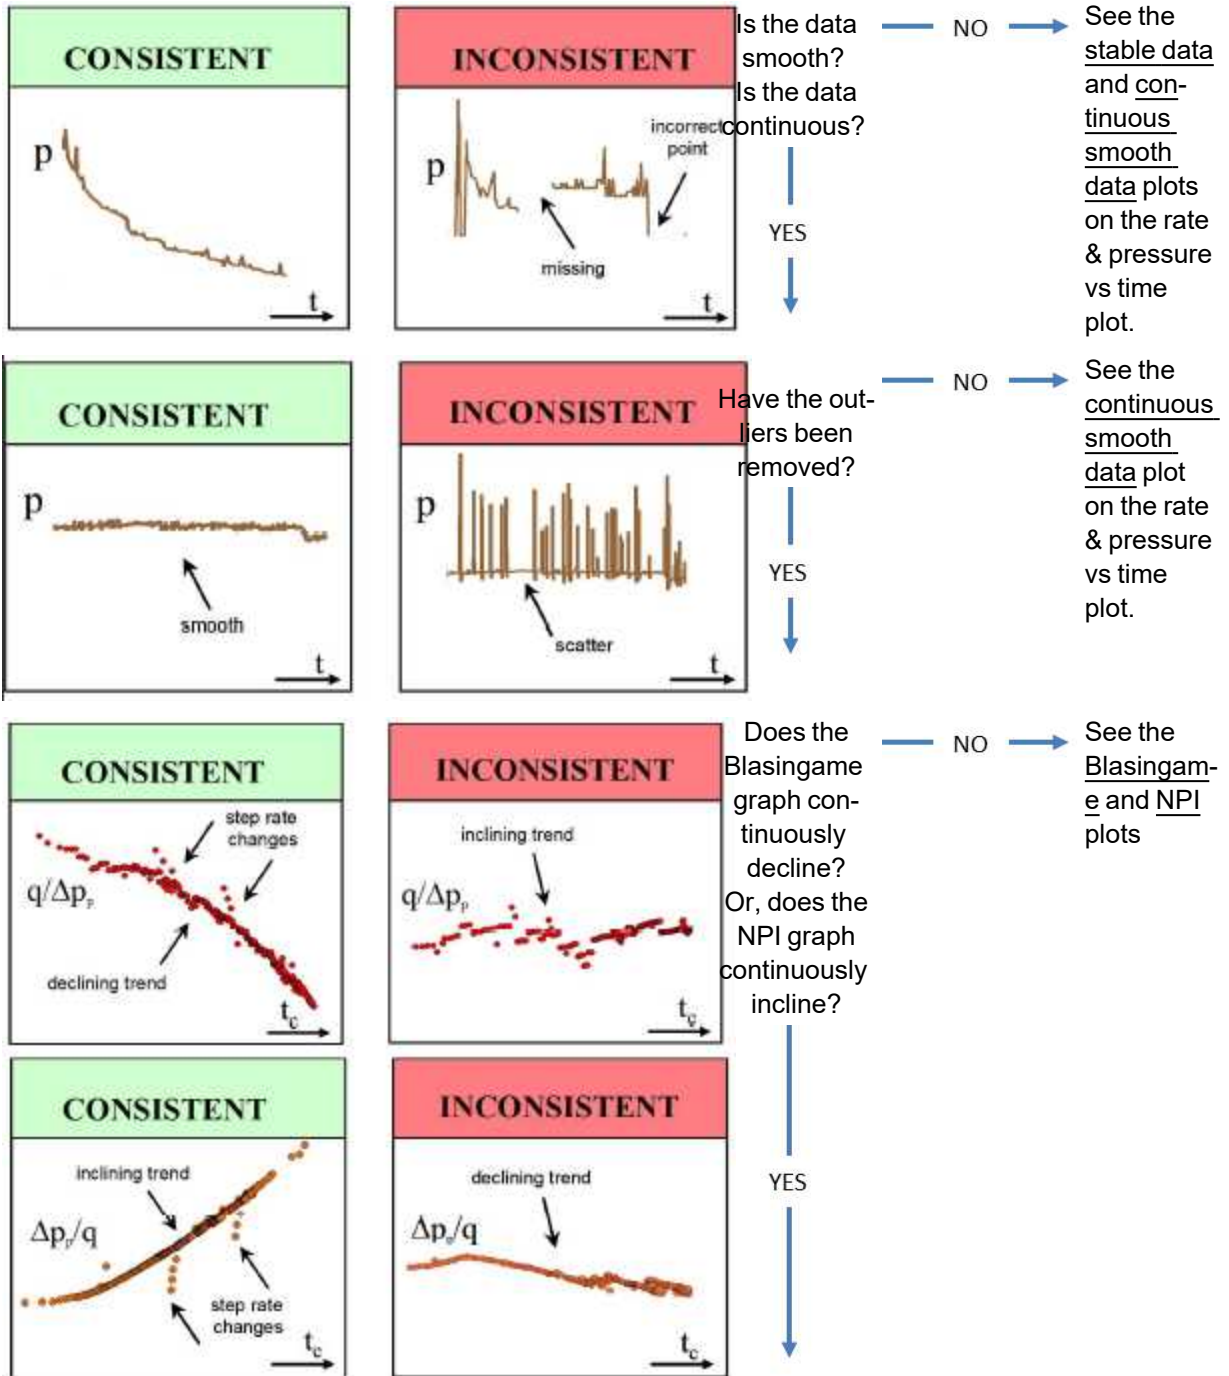 CONSISTENT
p
t
INCONSISTENT
p
incorrect
point
missing
t
Is the data
smooth?
Is the data
continuous?
YES
NO
See the
stable data
and con-
tinuous
smooth
data plots
on the rate
& pressure
vs time
plot.
CONSISTENT
p
smooth
t
INCONSISTENT
p
scatter
t
Have the out-
liers been
removed?
YES
NO
See the
continuous
smooth
data plot
on the rate
& pressure
vs time
plot.
CONSISTENT
step rate
changes
q/Δpₚ
declining trend
t꜀
INCONSISTENT
inclining trend
q/Δpₚ
t꜀
Does the
Blasingame
graph con-
tinuously
decline?
Or, does the
NPI graph
continuously
incline?
NO
See the
Blasingam-
e and NPI
plots
CONSISTENT
inclining trend
Δpₚ/q
step rate
changes
t꜀
INCONSISTENT
declining trend
Δpₚ/q
t꜀
YES